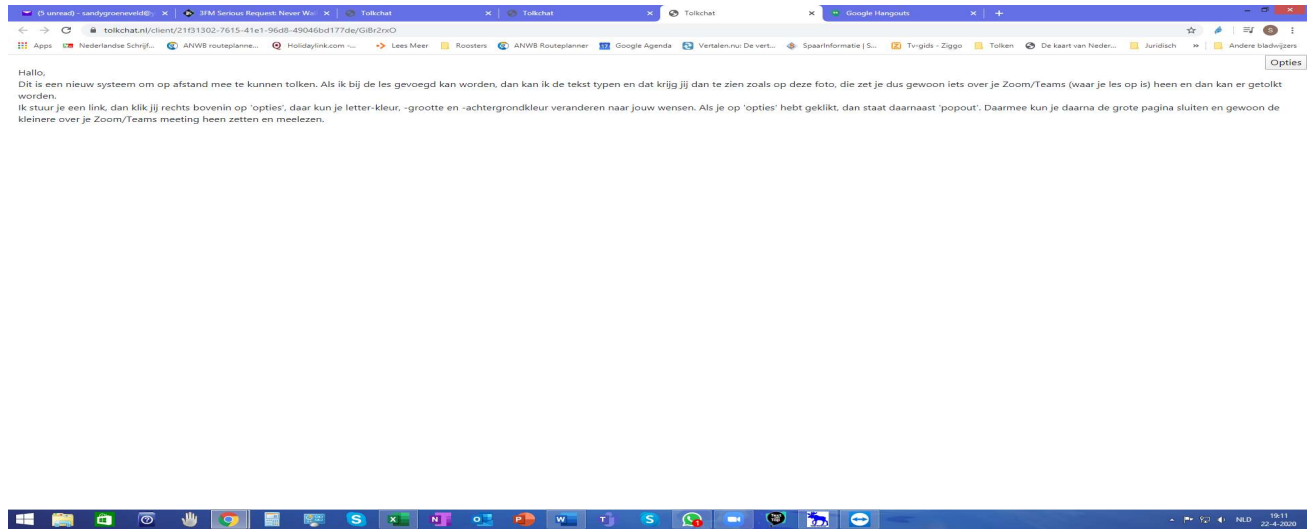 (5 unread) - sandygroeneveld@y
3FM Serious Request: Never Wal
Tolkchat
Tolkchat
Tolkchat
Google Hangouts
tolkchat.nl/client/21f31302-7615-41e1-96d8-49046bd177de/GiBr2rxO
Apps
Nederlandse Schrijf...
ANWB routeplanne...
Holidaylink.com -...
Lees Meer
Roosters
ANWB Routeplanner
Google Agenda
Vertalen.nu: De vert...
SpaarInformatie | S...
Tv-gids - Ziggo
Tolken
De kaart van Neder...
Juridisch
Andere bladwijzers
Opties
Hallo,
Dit is een nieuw systeem om op afstand mee te kunnen tolken. Als ik bij de les gevoegd kan worden, dan kan ik de tekst typen en dat krijg jij dan te zien zoals op deze foto, die zet je dus gewoon iets over je Zoom/Teams (waar je les op is) heen en dan kan er getolkt
worden.
Ik stuur je een link, dan klik jij rechts bovenin op 'opties', daar kun je letter-kleur, -grootte en -achtergrondkleur veranderen naar jouw wensen. Als je op 'opties' hebt geklikt, dan staat daarnaast 'popout'. Daarmee kun je daarna de grote pagina sluiten en gewoon de
kleinere over je Zoom/Teams meeting heen zetten en meelezen.
NLD
19:11
22-4-2020